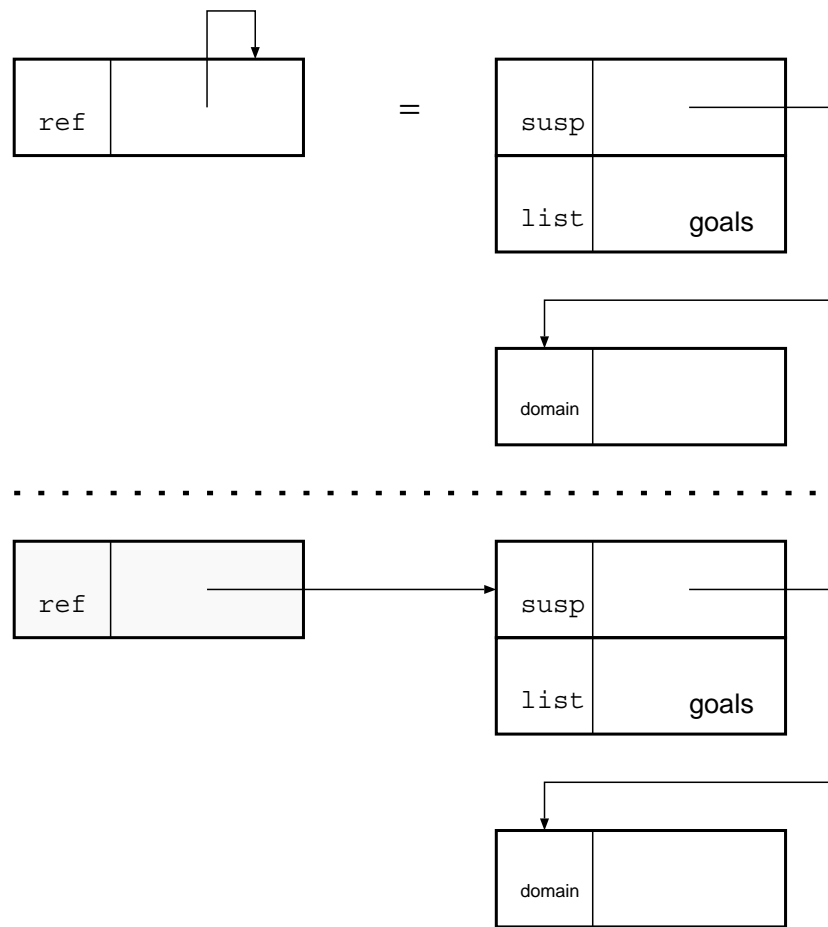 ref = susp
list goals
domain
ref susp
list goals
domain